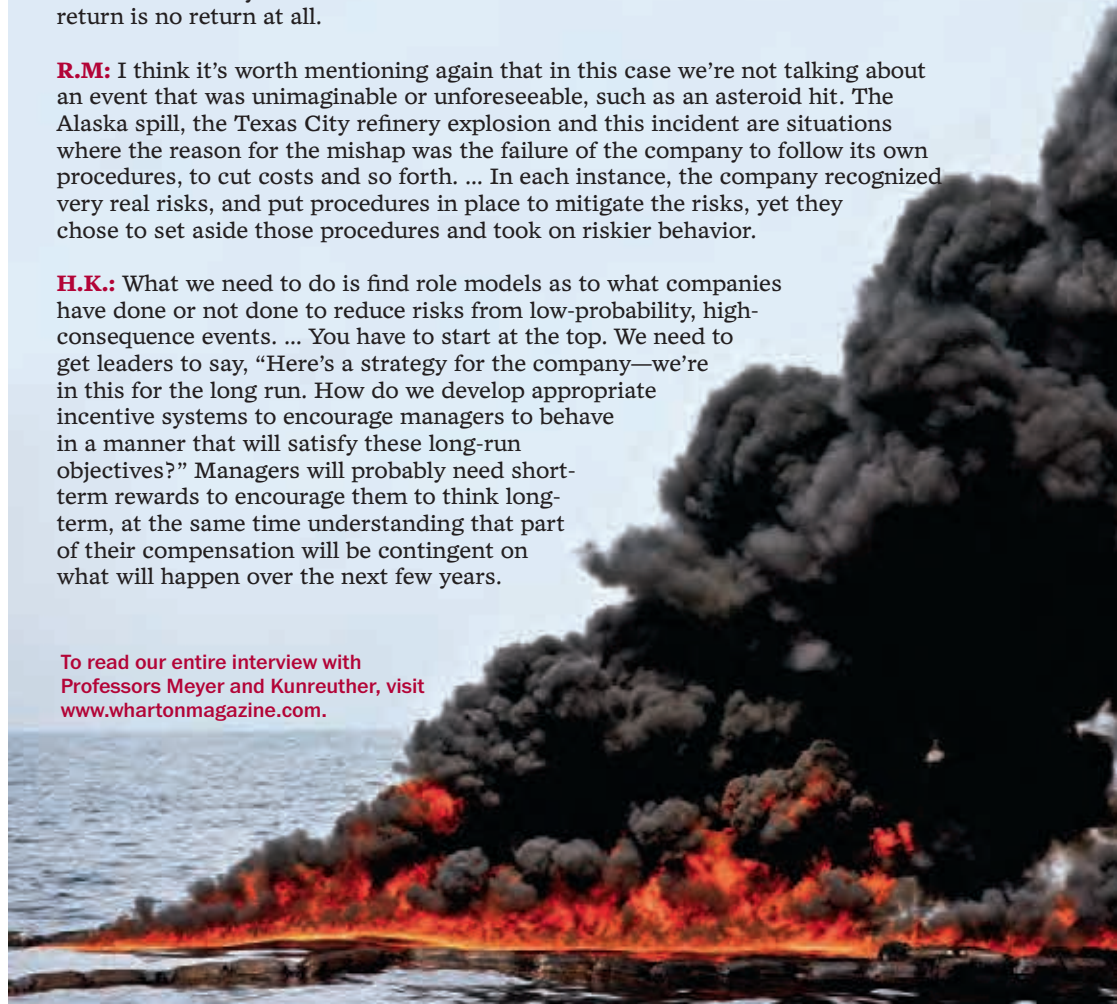 return is no return at all.
R.M: I think it’s worth mentioning again that in this case we’re not talking about
an event that was unimaginable or unforeseeable, such as an asteroid hit. The
Alaska spill, the Texas City refinery explosion and this incident are situations
where the reason for the mishap was the failure of the company to follow its own
procedures, to cut costs and so forth. ... In each instance, the company recognized
very real risks, and put procedures in place to mitigate the risks, yet they
chose to set aside those procedures and took on riskier behavior.
H.K.: What we need to do is find role models as to what companies
have done or not done to reduce risks from low-probability, high-
consequence events. ... You have to start at the top. We need to
get leaders to say, “Here’s a strategy for the company—we’re
in this for the long run. How do we develop appropriate
incentive systems to encourage managers to behave
in a manner that will satisfy these long-run
objectives?” Managers will probably need short-
term rewards to encourage them to think long-
term, at the same time understanding that part
of their compensation will be contingent on
what will happen over the next few years.
To read our entire interview with
Professors Meyer and Kunreuther, visit
www.whartonmagazine.com.